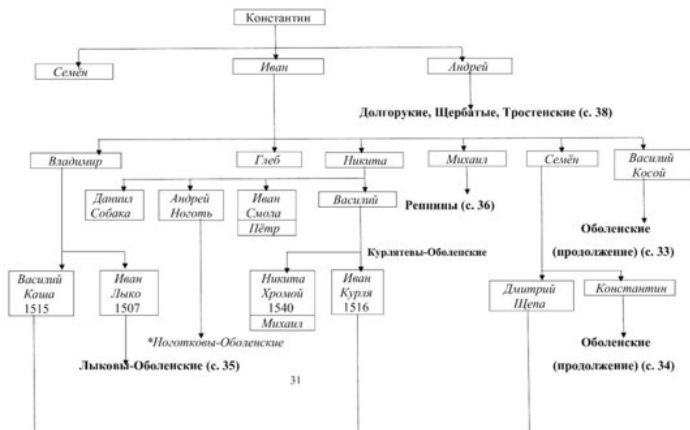 Константин
Семён
Иван
Андрей
Долгорукие, Щербатые, Тростенские (с. 38)
Владимир
Глеб
Никита
Михаил
Семён
Василий
Косой
Даниил
Собака
Андрей
Ноготь
Иван
Смола
Пётр
Василий
Репнины (с. 36)
Оболенские
(продолжение) (с. 33)
Курлятевы-Оболенские
Василий
Каша
1515
Иван
Лыко
1507
Никита
Хромой
1540
Михаил
Иван
Курля
1516
Дмитрий
Щепа
Константин
*Ноготковы-Оболенские
Лыковы-Оболенские (с. 35)
Оболенские
(продолжение) (с. 34)
31